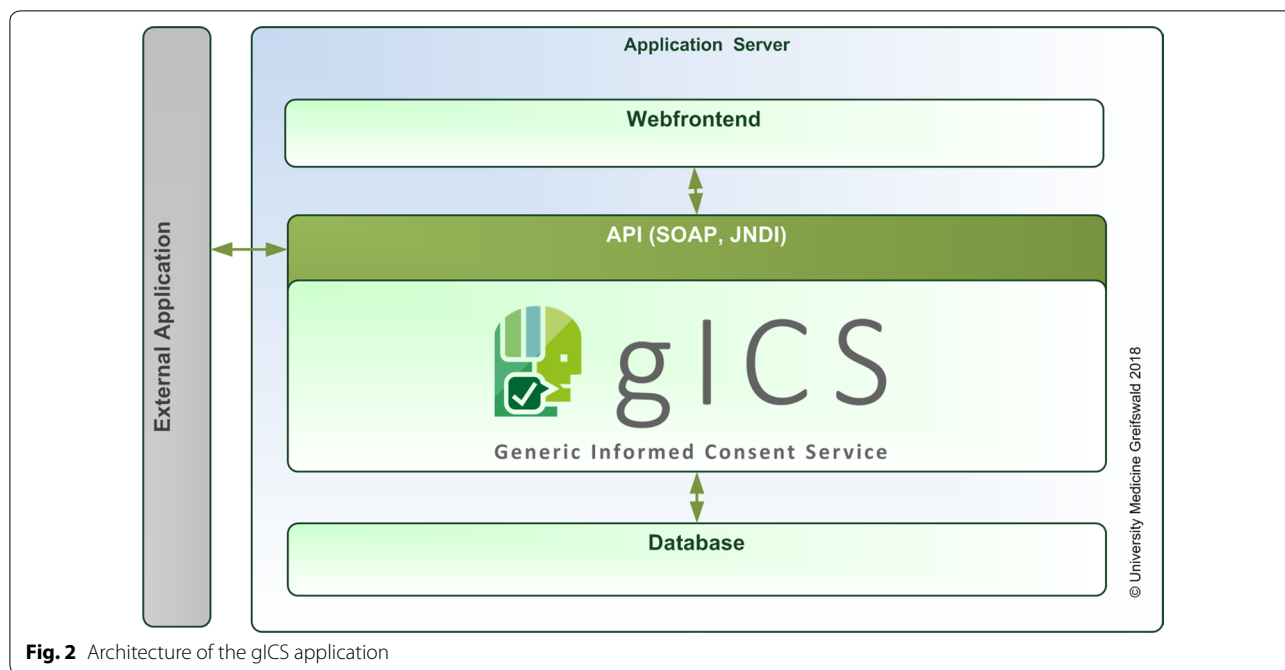 Application Server
Webfrontend
API (SOAP, JNDI)
External Application
gICS
Generic Informed Consent Service
Database
© University Medicine Greifswald 2018
Fig. 2 Architecture of the gICS application